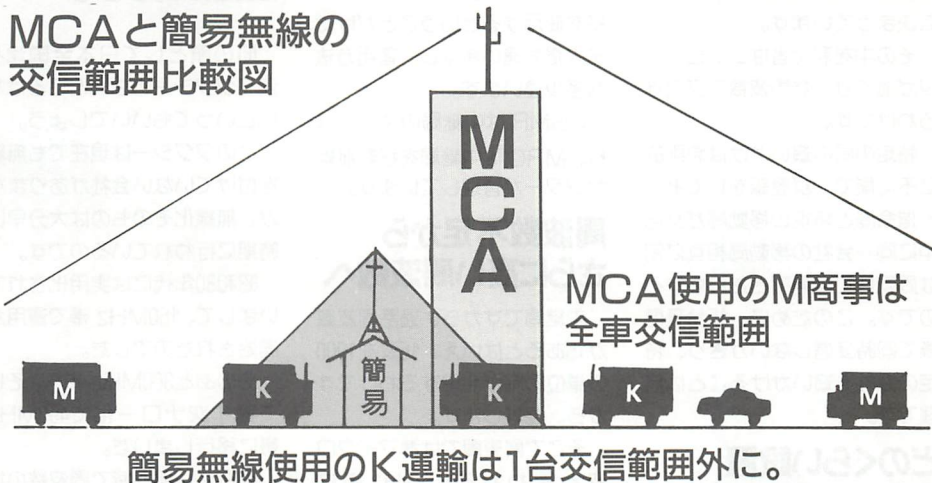 MCAと簡易無線の
交信範囲比較図
MCA
MCA使用のM商事は
全車交信範囲
簡易
M
K
K
K
M
簡易無線使用のK運輸は1台交信範囲外に。